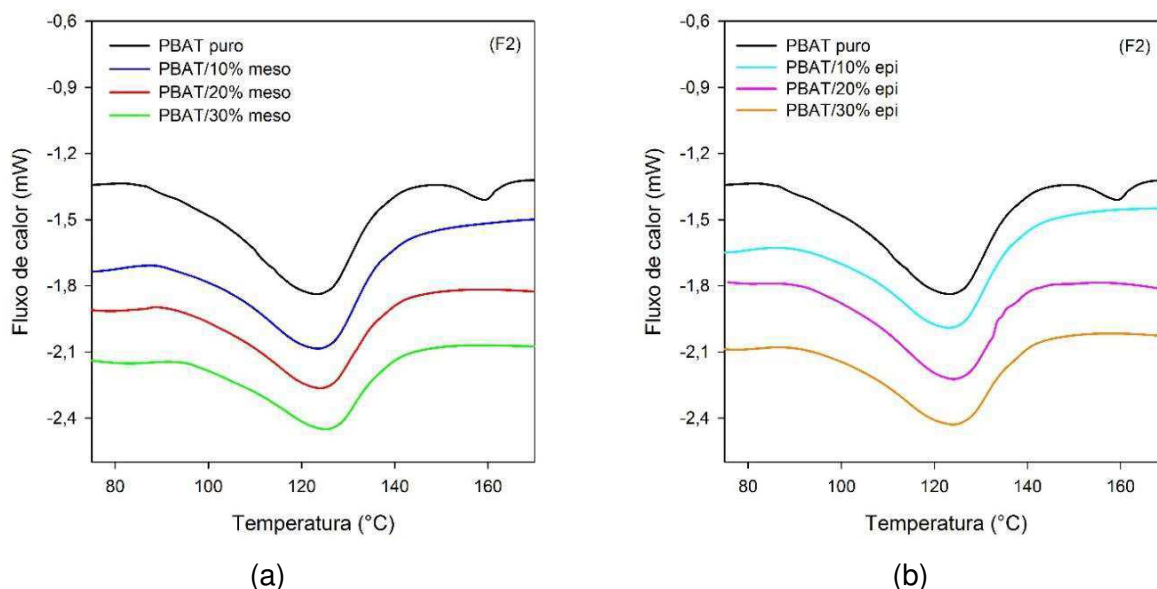 -0,6
-0,9
-1,2
-1,5
-1,8
-2,1
-2,4
Fluxo de calor (mW)
PBAT puro
PBAT/10% meso
PBAT/20% meso
PBAT/30% meso
(F2)
80 100 120 140 160
Temperatura (°C)
(a)
-0,6
-0,9
-1,2
-1,5
-1,8
-2,1
-2,4
Fluxo de calor (mW)
PBAT puro
PBAT/10% epi
PBAT/20% epi
PBAT/30% epi
(F2)
80 100 120 140 160
Temperatura (°C)
(b)